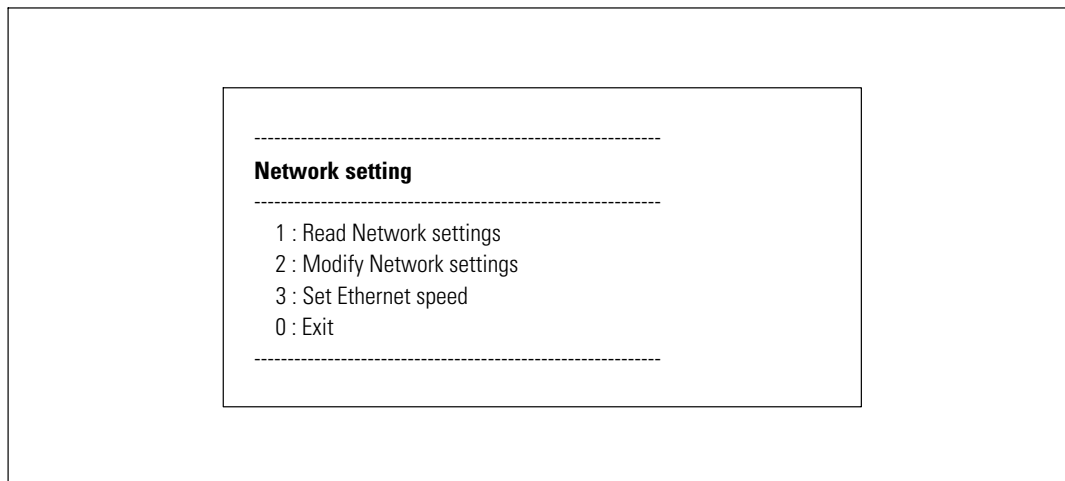 -------------------------------------------------------------
Network setting
-------------------------------------------------------------
1 : Read Network settings
2 : Modify Network settings
3 : Set Ethernet speed
0 : Exit
-------------------------------------------------------------